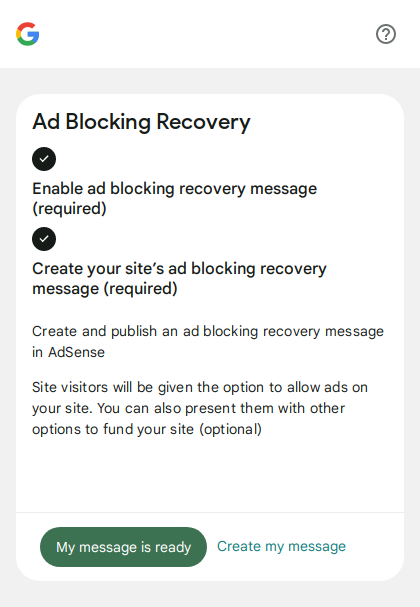 Ad Blocking Recovery
Enable ad blocking recovery message
(required)
Create your site’s ad blocking recovery
message (required)
Create and publish an ad blocking recovery message
in AdSense
Site visitors will be given the option to allow ads on
your site. You can also present them with other
options to fund your site (optional)
My message is ready
Create my message